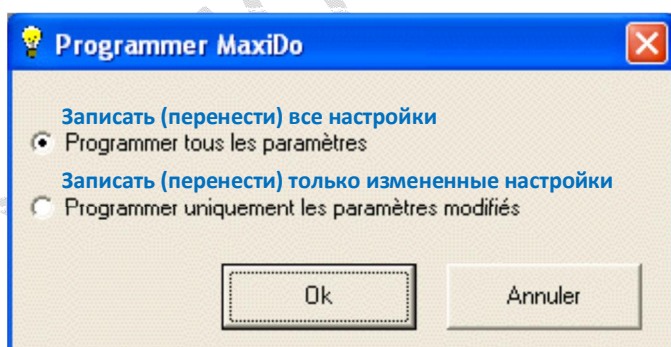 Programmer MaxiDo
Записать (перенести) все настройки
Programmer tous les paramètres
Записать (перенести) только измененные настройки
Programmer uniquement les paramètres modifiés
Ok
Annuler